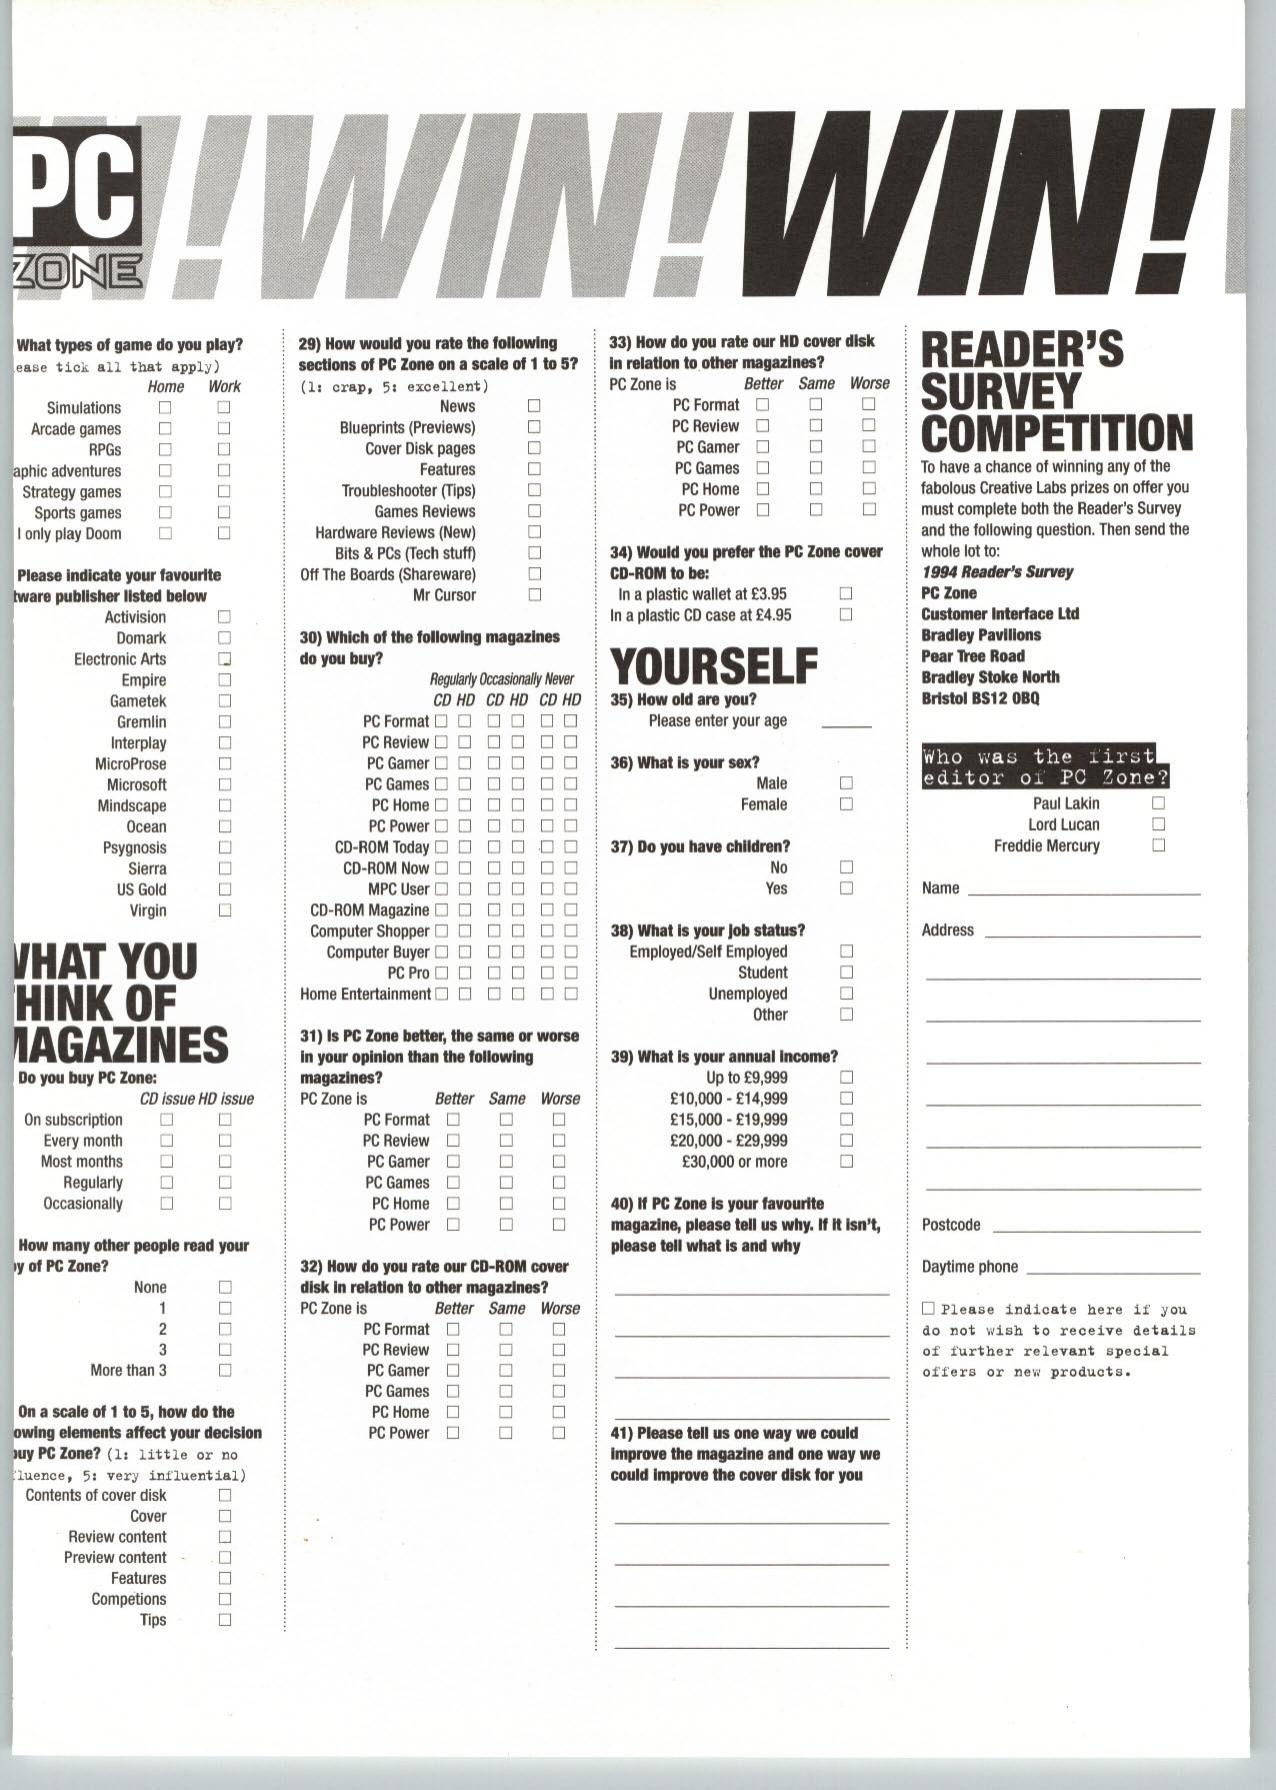 PC
ZONE
! WIN! WIN!
What types of game do you play?
ease tick all that apply)
Home Work
Simulations
Arcade games
RPGs
aphic adventures
Strategy games
Sports games
I only play Doom
Please indicate your favourite
tware publisher listed below
Activision
Domark
Electronic Arts
Empire
Gametek
Gremlin
Interplay
MicroProse
Microsoft
Mindscape
Ocean
Psygnosis
Sierra
US Gold
Virgin
WHAT YOU
THINK OF
MAGAZINES
Do you buy PC Zone:
CD issue HD issue
On subscription
Every month
Most months
Regularly
Occasionally
How many other people read your
y of PC Zone?
None
1
2
3
More than 3
On a scale of 1 to 5, how do the
owing elements affect your decision
buy PC Zone? (1: little or no
luence, 5: very influential)
Contents of cover disk
Cover
Review content
Preview content
Features
Competions
Tips
29) How would you rate the following
sections of PC Zone on a scale of 1 to 5?
(1: crap, 5: excellent)
News
Blueprints (Previews)
Cover Disk pages
Features
Troubleshooter (Tips)
Games Reviews
Hardware Reviews (New)
Bits & PCs (Tech stuff)
Off The Boards (Shareware)
Mr Cursor
30) Which of the following magazines
do you buy?
Regularly Occasionally Never
CD HD CD HD CD HD
PC Format
PC Review
PC Gamer
PC Games
PC Home
PC Power
CD-ROM Today
CD-ROM Now
MPC User
CD-ROM Magazine
Computer Shopper
Computer Buyer
PC Pro
Home Entertainment
31) Is PC Zone better, the same or worse
in your opinion than the following
magazines?
PC Zone is Better Same Worse
PC Format
PC Review
PC Gamer
PC Games
PC Home
PC Power
32) How do you rate our CD-ROM cover
disk in relation to other magazines?
PC Zone is Better Same Worse
PC Format
PC Review
PC Gamer
PC Games
PC Home
PC Power
33) How do you rate our HD cover disk
in relation to other magazines?
PC Zone is Better Same Worse
PC Format
PC Review
PC Gamer
PC Games
PC Home
PC Power
34) Would you prefer the PC Zone cover
CD-ROM to be:
In a plastic wallet at £3.95
In a plastic CD case at £4.95
YOURSELF
35) How old are you?
Please enter your age
36) What is your sex?
Male
Female
37) Do you have children?
No
Yes
38) What is your job status?
Employed/Self Employed
Student
Unemployed
Other
39) What is your annual income?
Up to £9,999
£10,000 - £14,999
£15,000 - £19,999
£20,000 - £29,999
£30,000 or more
40) If PC Zone is your favourite
magazine, please tell us why. If it isn't,
please tell what is and why
41) Please tell us one way we could
improve the magazine and one way we
could improve the cover disk for you
READER'S
SURVEY
COMPETITION
To have a chance of winning any of the
fabolous Creative Labs prizes on offer you
must complete both the Reader's Survey
and the following question. Then send the
whole lot to:
1994 Reader's Survey
PC Zone
Customer Interface Ltd
Bradley Pavilions
Pear Tree Road
Bradley Stoke North
Bristol BS12 0BQ
Who was the first
editor of PC Zone?
Paul Lakin
Lord Lucan
Freddie Mercury
Name
Address
Postcode
Daytime phone
Please indicate here if you
do not wish to receive details
of further relevant special
offers or new products.